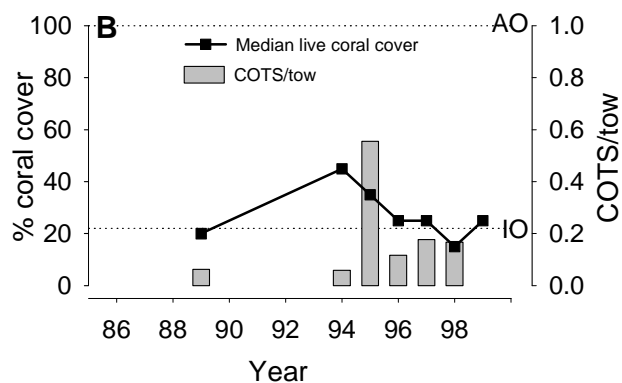 B
Median live coral cover
COTS/tow
% coral cover
100
80
60
40
20
0
AO
IO
1.0
0.8
0.6
0.4
0.2
0.0
COTS/tow
86 88 90 92 94 96 98
Year